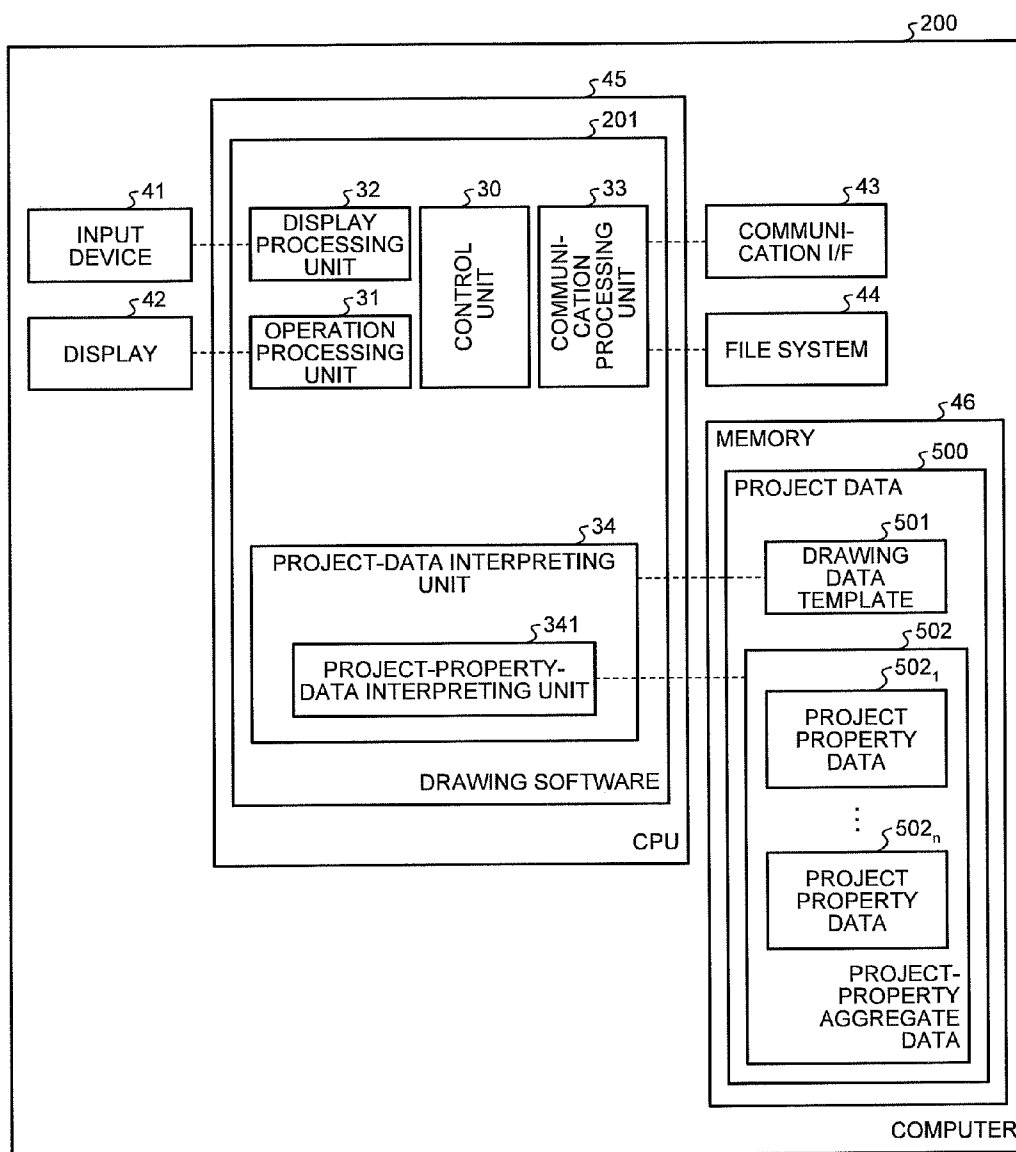 200
45
201
41
32
30
33
43
INPUT
DEVICE
DISPLAY
PROCESSING
UNIT
CONTROL
UNIT
COMMUNI-
CATION
PROCESSING
UNIT
COMMUNI-
CATION I/F
42
31
44
DISPLAY
OPERATION
PROCESSING
UNIT
FILE SYSTEM
46
MEMORY
500
PROJECT DATA
34
501
PROJECT-DATA INTERPRETING
UNIT
DRAWING
DATA
TEMPLATE
341
502
PROJECT-PROPERTY-
DATA INTERPRETING UNIT
502₁
PROJECT
PROPERTY
DATA
DRAWING SOFTWARE
⋮
CPU
502ₙ
PROJECT
PROPERTY
DATA
PROJECT-
PROPERTY
AGGREGATE
DATA
COMPUTER